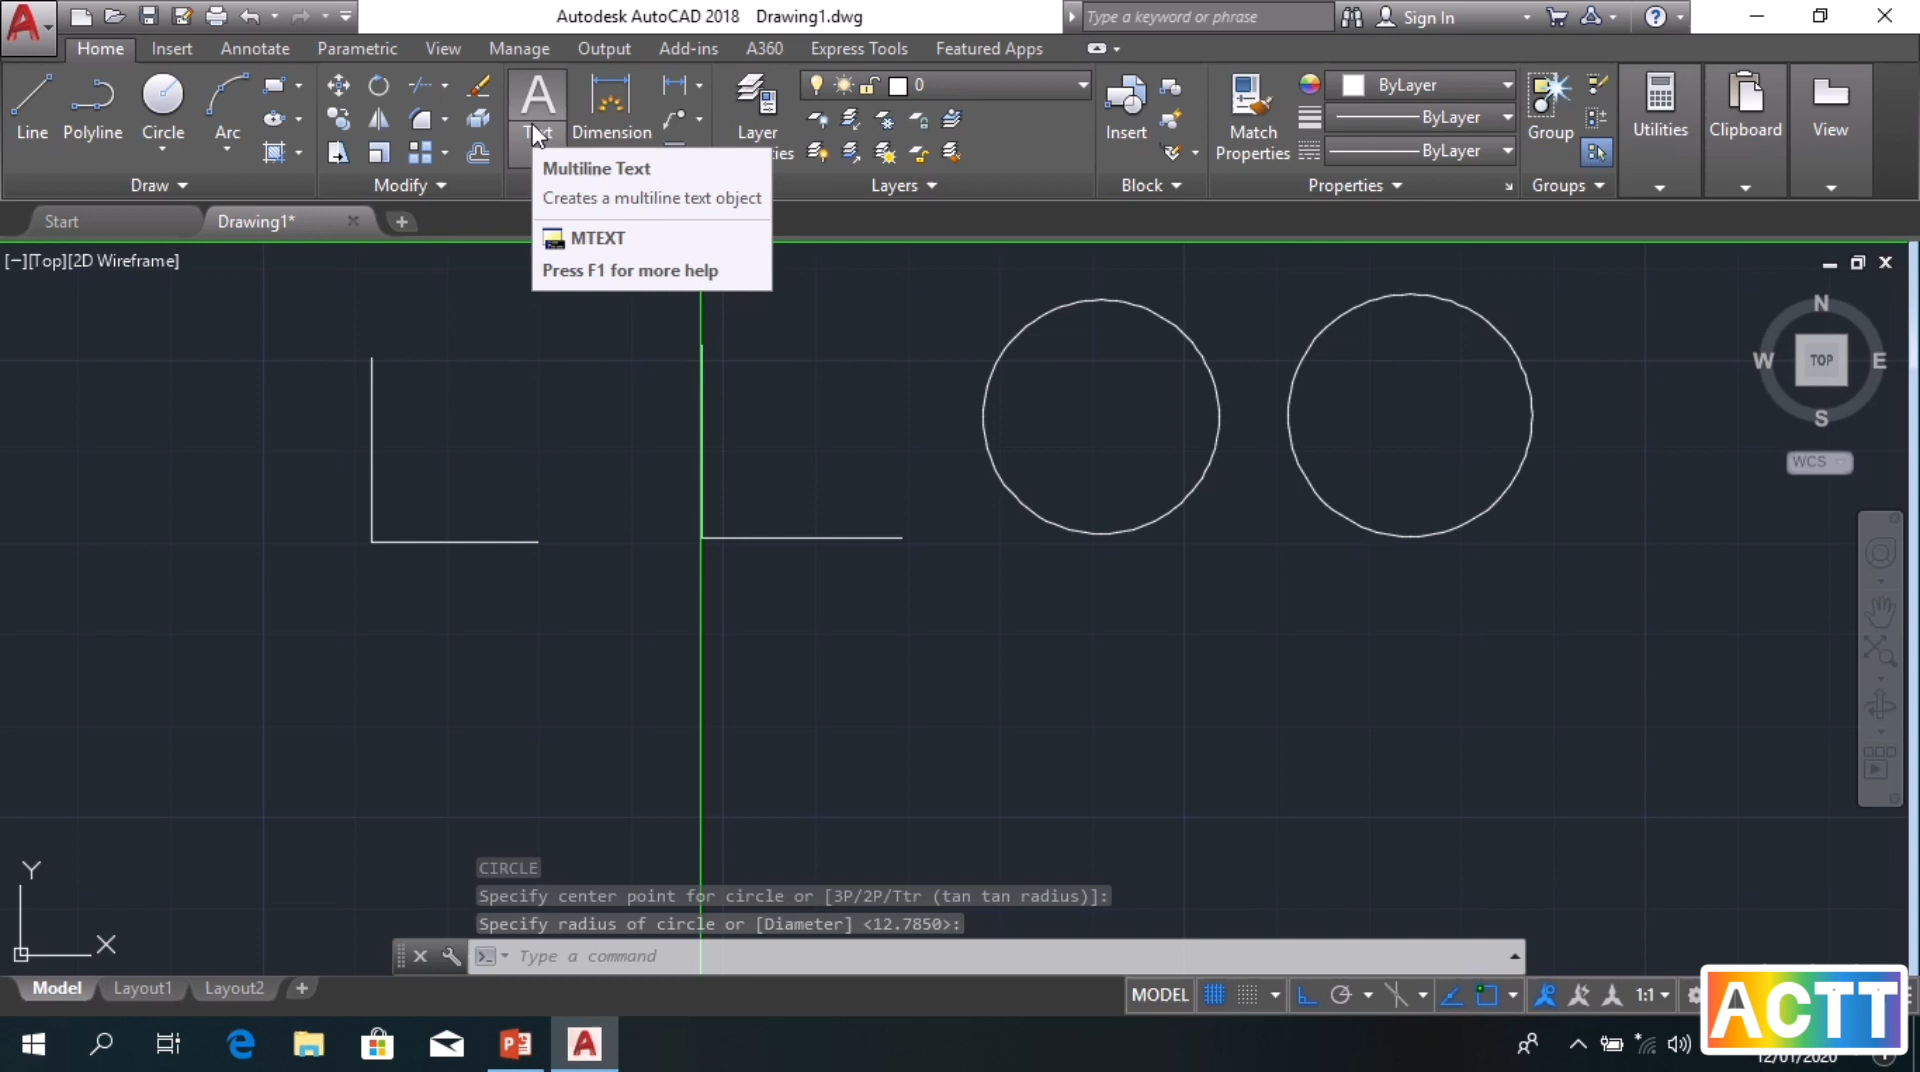 Autodesk AutoCAD 2018 Drawing1.dwg
Type a keyword or phrase
Sign In
Home Insert Annotate Parametric View Manage Output Add-ins A360 Express Tools Featured Apps
Line Polyline Circle Arc
Text Dimension
Layer
Insert
Match
Properties
Group
Utilities
Clipboard
View
0
ByLayer
ByLayer
ByLayer
Draw Modify Layers Block Properties Groups
Multiline Text
Creates a multiline text object
MTEXT
Press F1 for more help
Start Drawing1*
[−][Top][2D Wireframe]
N
W TOP E
S
WCS
Y
X
CIRCLE
Specify center point for circle or [3P/2P/Ttr (tan tan radius)]:
Specify radius of circle or [Diameter] <12.7850>:
Type a command
Model Layout1 Layout2
MODEL
1:1
ACTT
12/01/2020